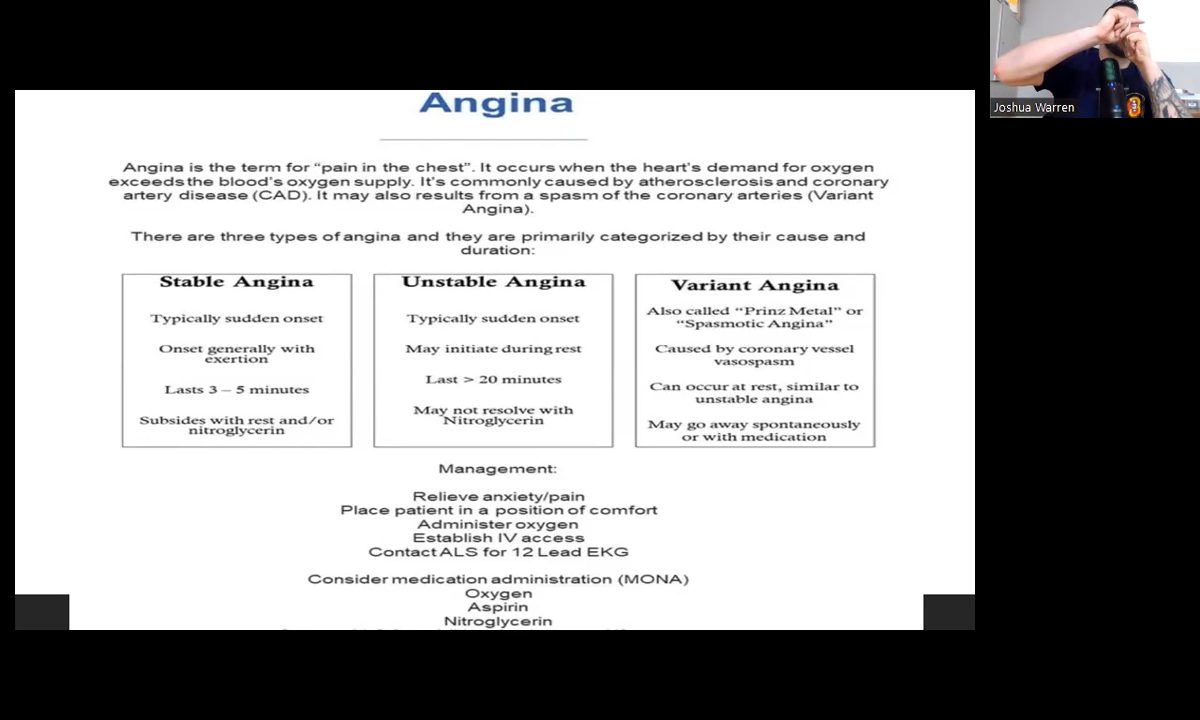 Angina
Angina is the term for “pain in the chest”. It occurs when the heart’s demand for oxygen
exceeds the blood’s oxygen supply. It’s commonly caused by atherosclerosis and coronary
artery disease (CAD). It may also results from a spasm of the coronary arteries (Variant
Angina).
There are three types of angina and they are primarily categorized by their cause and
duration:
Stable Angina
Typically sudden onset
Onset generally with
exertion
Lasts 3 – 5 minutes
Subsides with rest and/or
nitroglycerin
Unstable Angina
Typically sudden onset
May initiate during rest
Last > 20 minutes
May not resolve with
Nitroglycerin
Variant Angina
Also called “Prinz Metal” or
“Spasmotic Angina”
Caused by coronary vessel
vasospasm
Can occur at rest, similar to
unstable angina
May go away spontaneously
or with medication
Management:
Relieve anxiety/pain
Place patient in a position of comfort
Administer oxygen
Establish IV access
Contact ALS for 12 Lead EKG
Consider medication administration (MONA)
Oxygen
Aspirin
Nitroglycerin
Joshua Warren